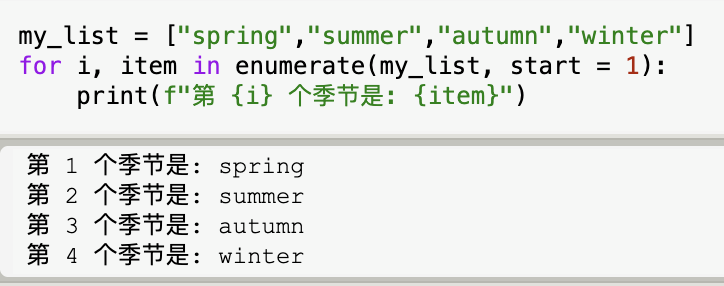 my_list = ["spring","summer","autumn","winter"]
for i, item in enumerate(my_list, start = 1):
    print(f"第 {i} 个季节是: {item}")
第 1 个季节是: spring
第 2 个季节是: summer
第 3 个季节是: autumn
第 4 个季节是: winter